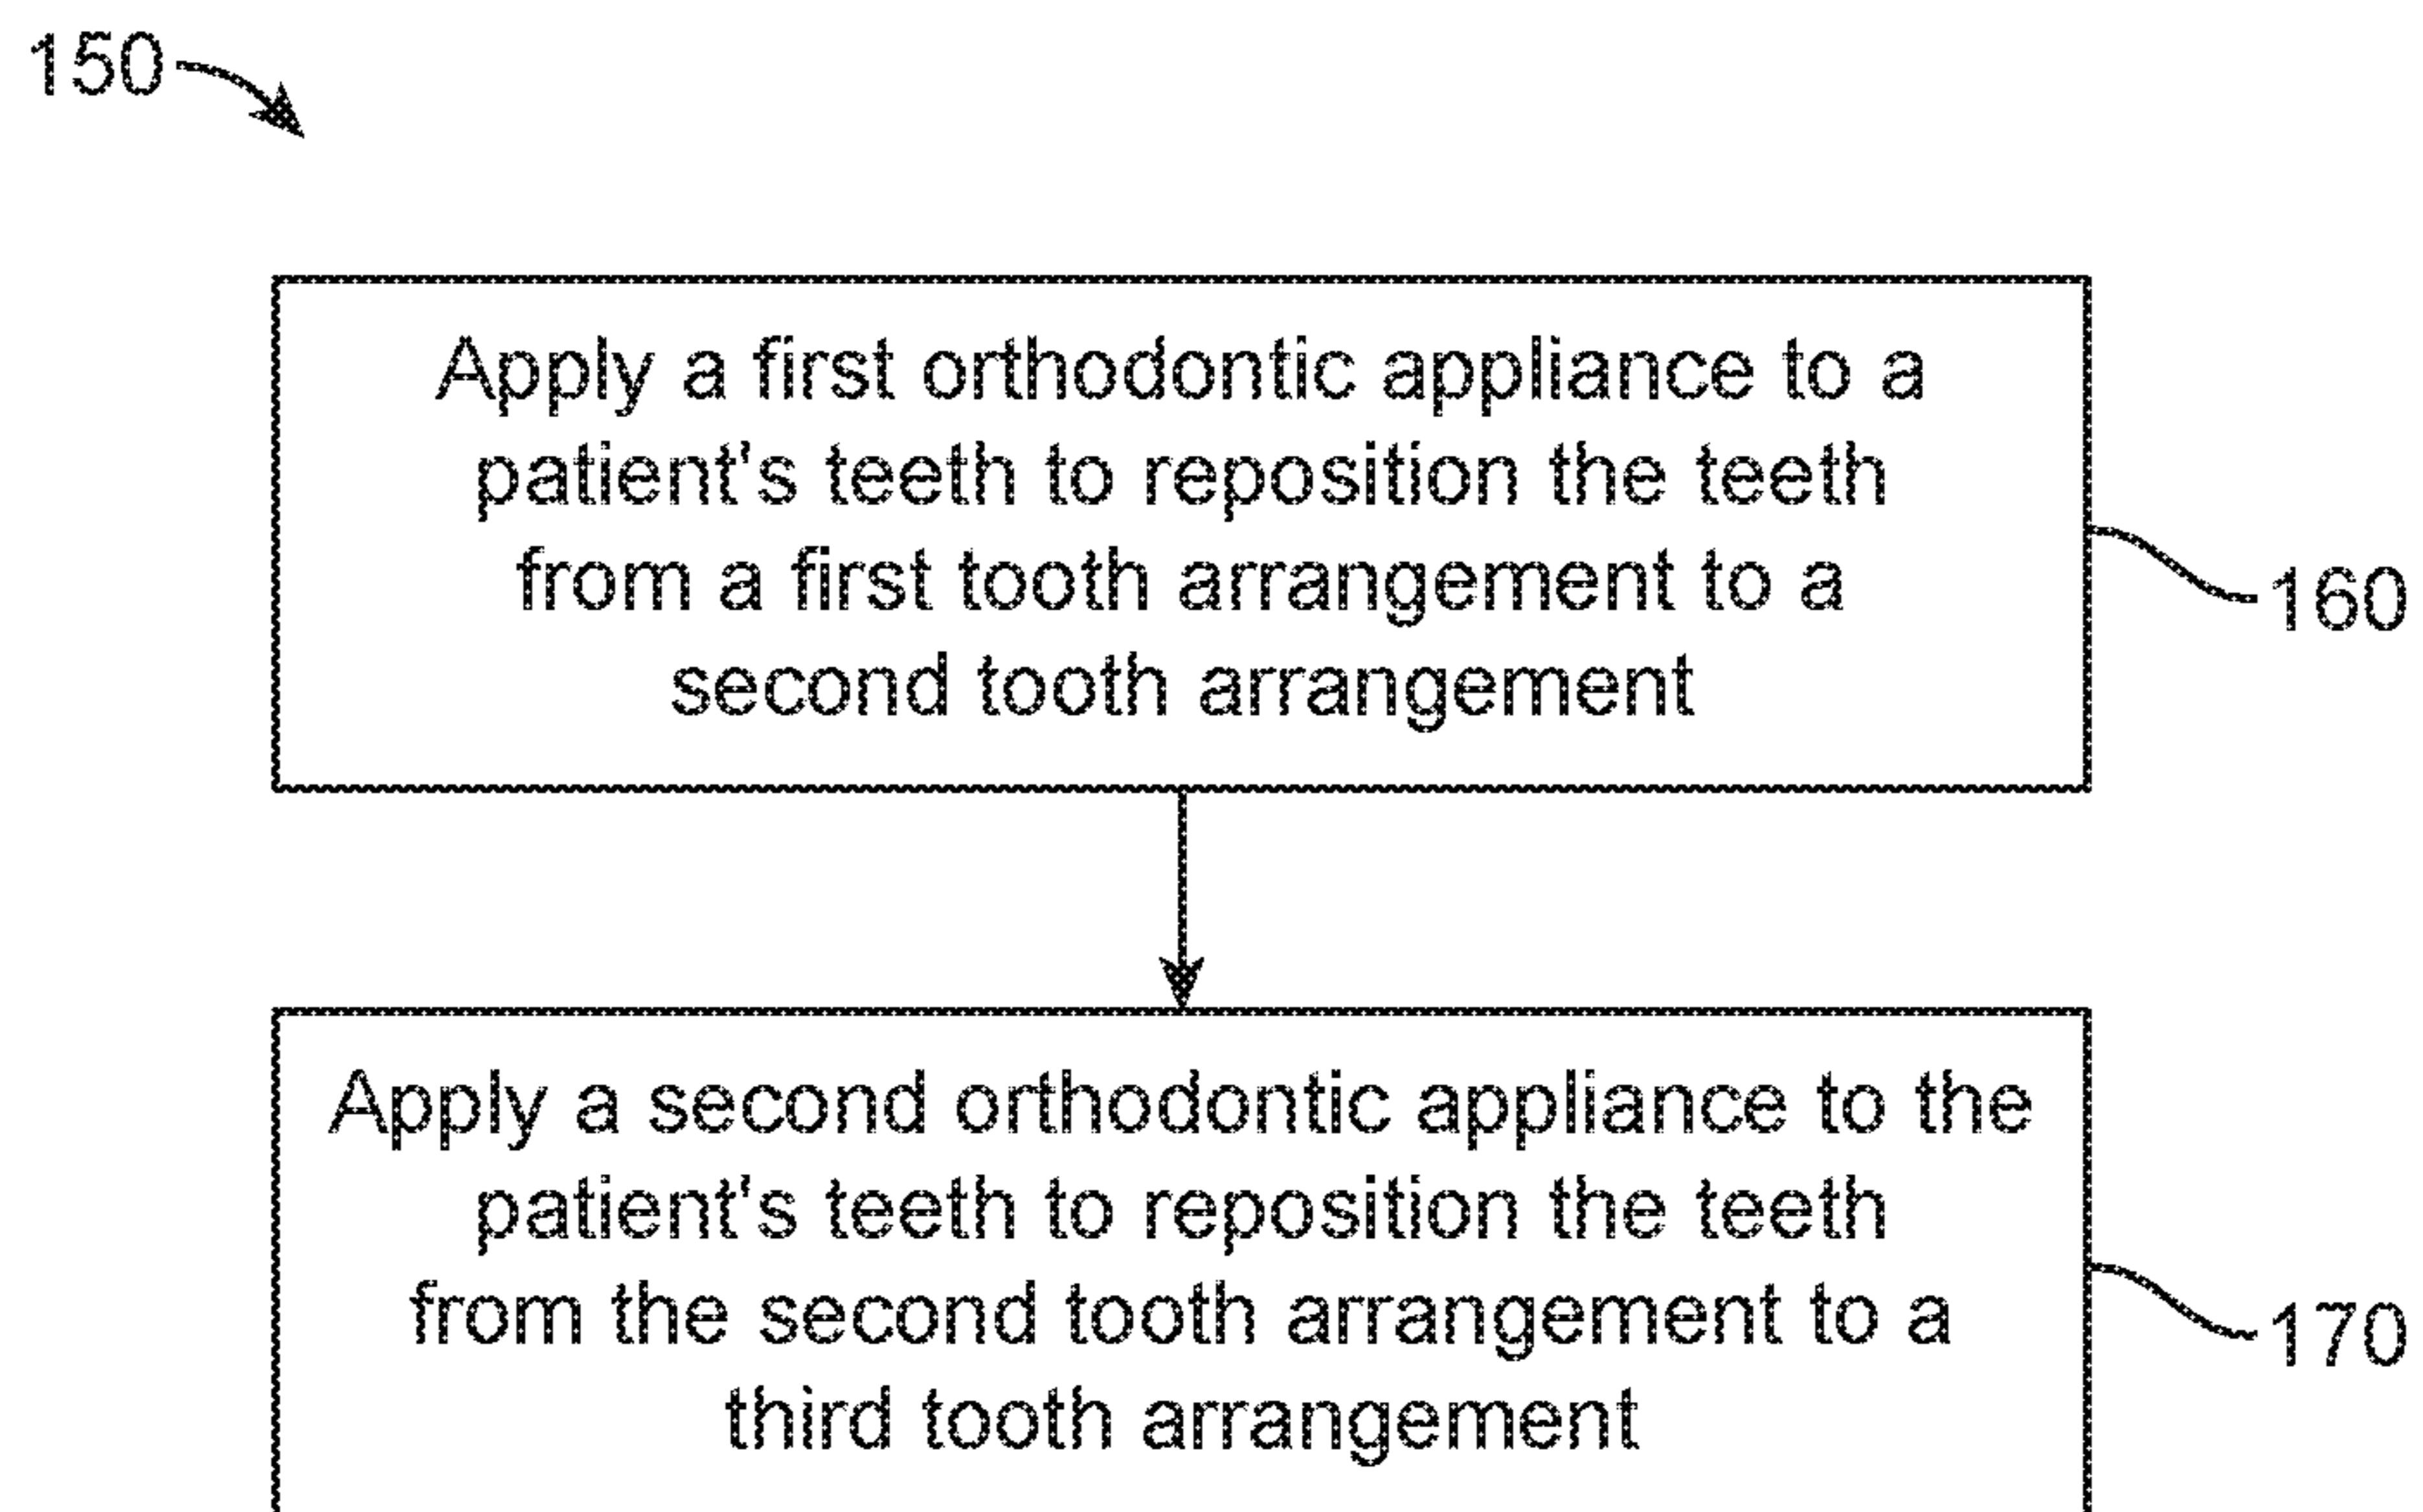 150
Apply a first orthodontic appliance to a
patient's teeth to reposition the teeth
from a first tooth arrangement to a
second tooth arrangement
160
Apply a second orthodontic appliance to the
patient's teeth to reposition the teeth
from the second tooth arrangement to a
third tooth arrangement
170